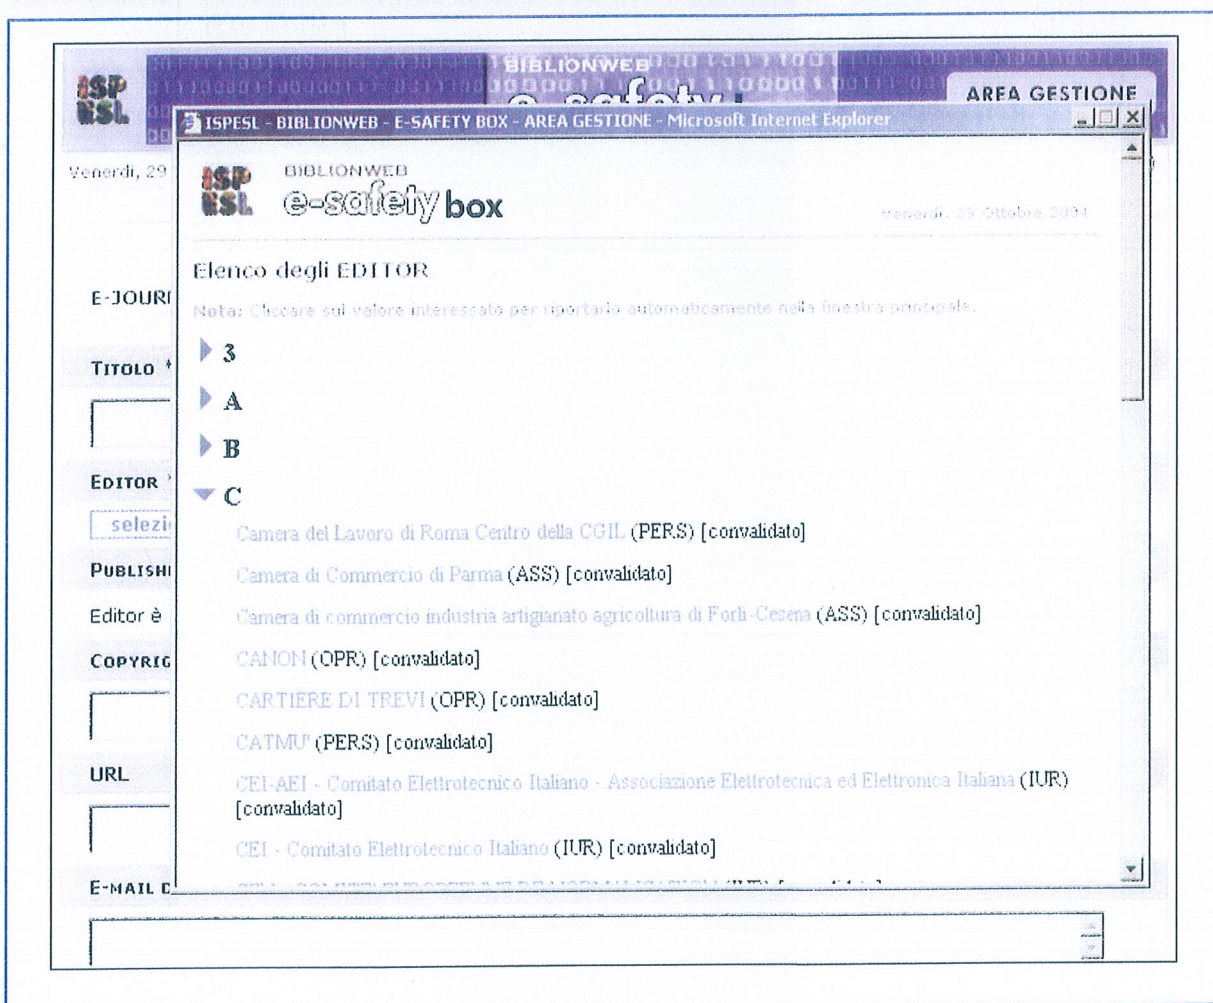 BIBLIONWEB
ISP
ESL
e-safety
AREA GESTIONE
ISPESL - BIBLIONWEB - E-SAFETY BOX - AREA GESTIONE - Microsoft Internet Explorer
Venerdì, 29
ISP
ESL
BIBLIONWEB
e-safety box
Venerdì, 29 Ottobre 2004
Elenco degli EDITOR
Nota: Cliccare sul valore interessato per riportarlo automaticamente nella finestra principale.
E-JOUR
3
TITOLO *
A
B
EDITOR *
C
selezi
Camera del Lavoro di Roma Centro della CGIL (PERS) [convalidato]
PUBLISH
Camera di Commercio di Parma (ASS) [convalidato]
Editor è
Camera di commercio industria artigianato agricoltura di Forlì-Cesena (ASS) [convalidato]
COPYRIG
CANON (OPR) [convalidato]
CARTIERE DI TREVI (OPR) [convalidato]
CATMU' (PERS) [convalidato]
URL
CEI-AEI - Comitato Elettrotecnico Italiano - Associazione Elettrotecnica ed Elettronica Italiana (IUR)
[convalidato]
CEI - Comitato Elettrotecnico Italiano (IUR) [convalidato]
E-MAIL D